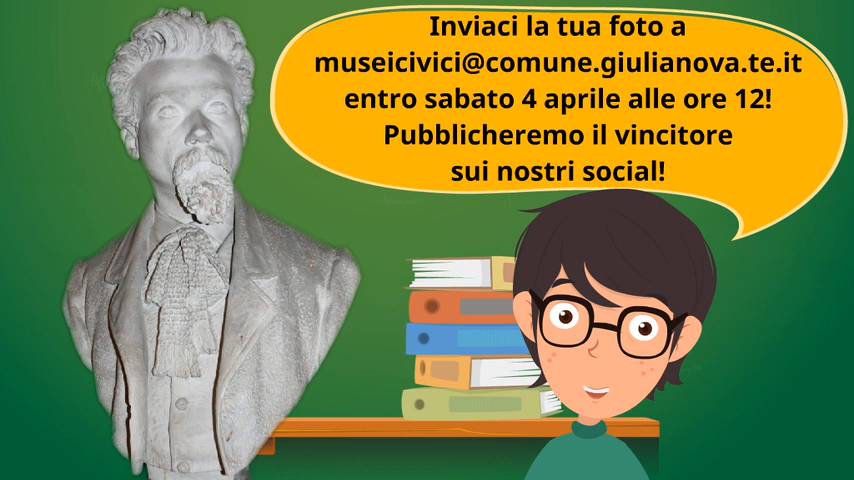 Inviaci la tua foto a
museicivici@comune.giulianova.te.it
entro sabato 4 aprile alle ore 12!
Pubblicheremo il vincitore
sui nostri social!